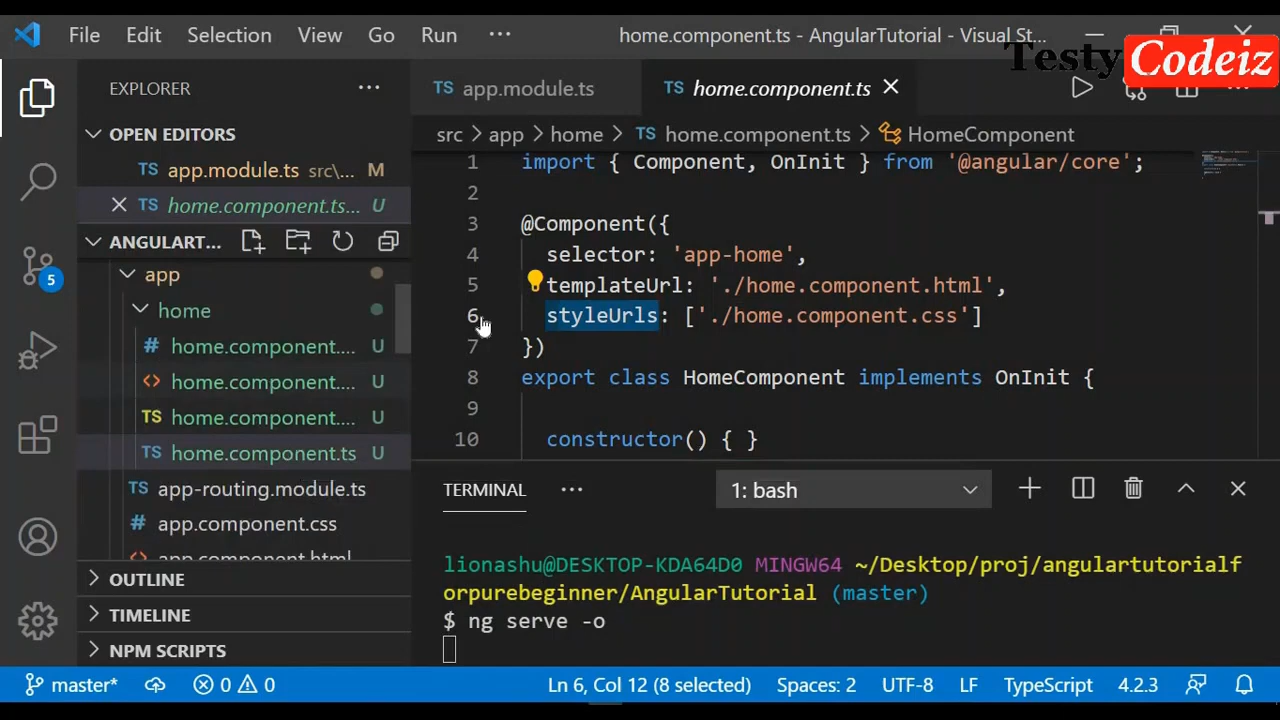 File Edit Selection View Go Run ··· home.component.ts - AngularTutorial - Visual St...
Testy Codeiz
EXPLORER ···
TS app.module.ts
TS home.component.ts
OPEN EDITORS
TS app.module.ts src\... M
TS home.component.ts... U
src > app > home > TS home.component.ts > HomeComponent
ANGULART...
app
home
# home.component.... U
<> home.component.... U
TS home.component.... U
TS home.component.ts U
TS app-routing.module.ts
# app.component.css
<> app.component.html
OUTLINE
TIMELINE
NPM SCRIPTS
5
1 import { Component, OnInit } from '@angular/core';
2
3 @Component({
4 selector: 'app-home',
5 templateUrl: './home.component.html',
6 styleUrls: ['./home.component.css']
7 })
8 export class HomeComponent implements OnInit {
9
10 constructor() { }
TERMINAL ··· 1: bash
lionashu@DESKTOP-KDA64D0 MINGW64 ~/Desktop/proj/angulartutorialf
orpurebeginner/AngularTutorial (master)
$ ng serve -o
master* 0 0 Ln 6, Col 12 (8 selected) Spaces: 2 UTF-8 LF TypeScript 4.2.3